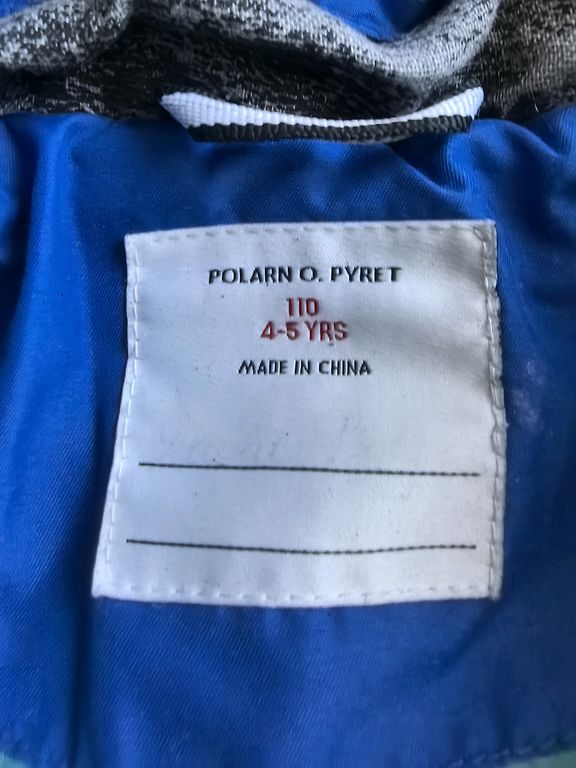 POLARN O. PYRET
110
4-5 YRS
MADE IN CHINA